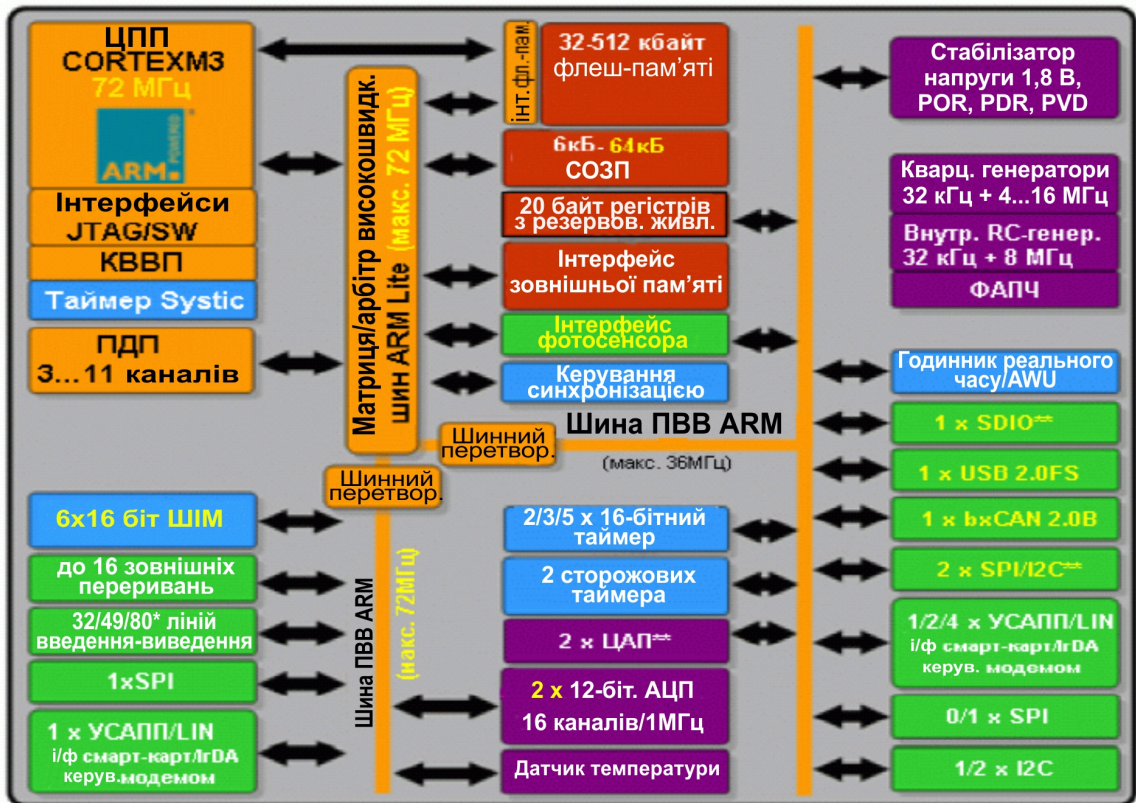 ЦПП
CORTEXM3
72 МГц
ARM POWERED
Інтерфейси
JTAG/SW
КВВП
Таймер Systic
ПДП
3...11 каналів
Матриця/арбітр високошвидк.
шин ARM Lite (макс. 72 МГц)
інт.фл.-пам
32-512 кбайт
флеш-пам’яті
6кБ- 64кБ
СОЗП
20 байт регістрів
з резервов. живл.
Інтерфейс
зовнішньої пам’яті
Інтерфейс
фотосенсора
Керування
синхронізацією
Шина ПВВ ARM
(макс. 36МГц)
Шинний
перетвор.
Шинний
перетвор.
Стабілізатор
напруги 1,8 В,
POR, PDR, PVD
Кварц. генератори
32 кГц + 4...16 МГц
Внутр. RC-генер.
32 кГц + 8 МГц
ФАПЧ
Годинник реального
часу/AWU
1 x SDIO**
1 x USB 2.0FS
1 x bxCAN 2.0B
2 x SPI/I2C**
1/2/4 x УСАПП/LIN
і/ф смарт-карт/IrDA
керув. модемом
0/1 x SPI
1/2 x I2C
6x16 біт ШІМ
до 16 зовнішніх
переривань
32/49/80* ліній
введення-виведення
1xSPI
1 x УСАПП/LIN
і/ф смарт-карт/IrDA
керув.модемом
Шина ПВВ ARM
(макс. 72МГц)
2/3/5 x 16-бітний
таймер
2 сторожових
таймера
2 x ЦАП**
2 x 12-біт. АЦП
16 каналів/1МГц
Датчик температури